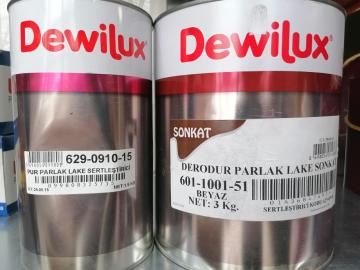 Dewilux
629-0910-15
PUR PARLAK LAKE SERTLEŞTİRİCİ
Dewilux
SONKAT
DERODUR PARLAK LAKE SONKAT
601-1001-51
BEYAZ
NET: 3 Kg.